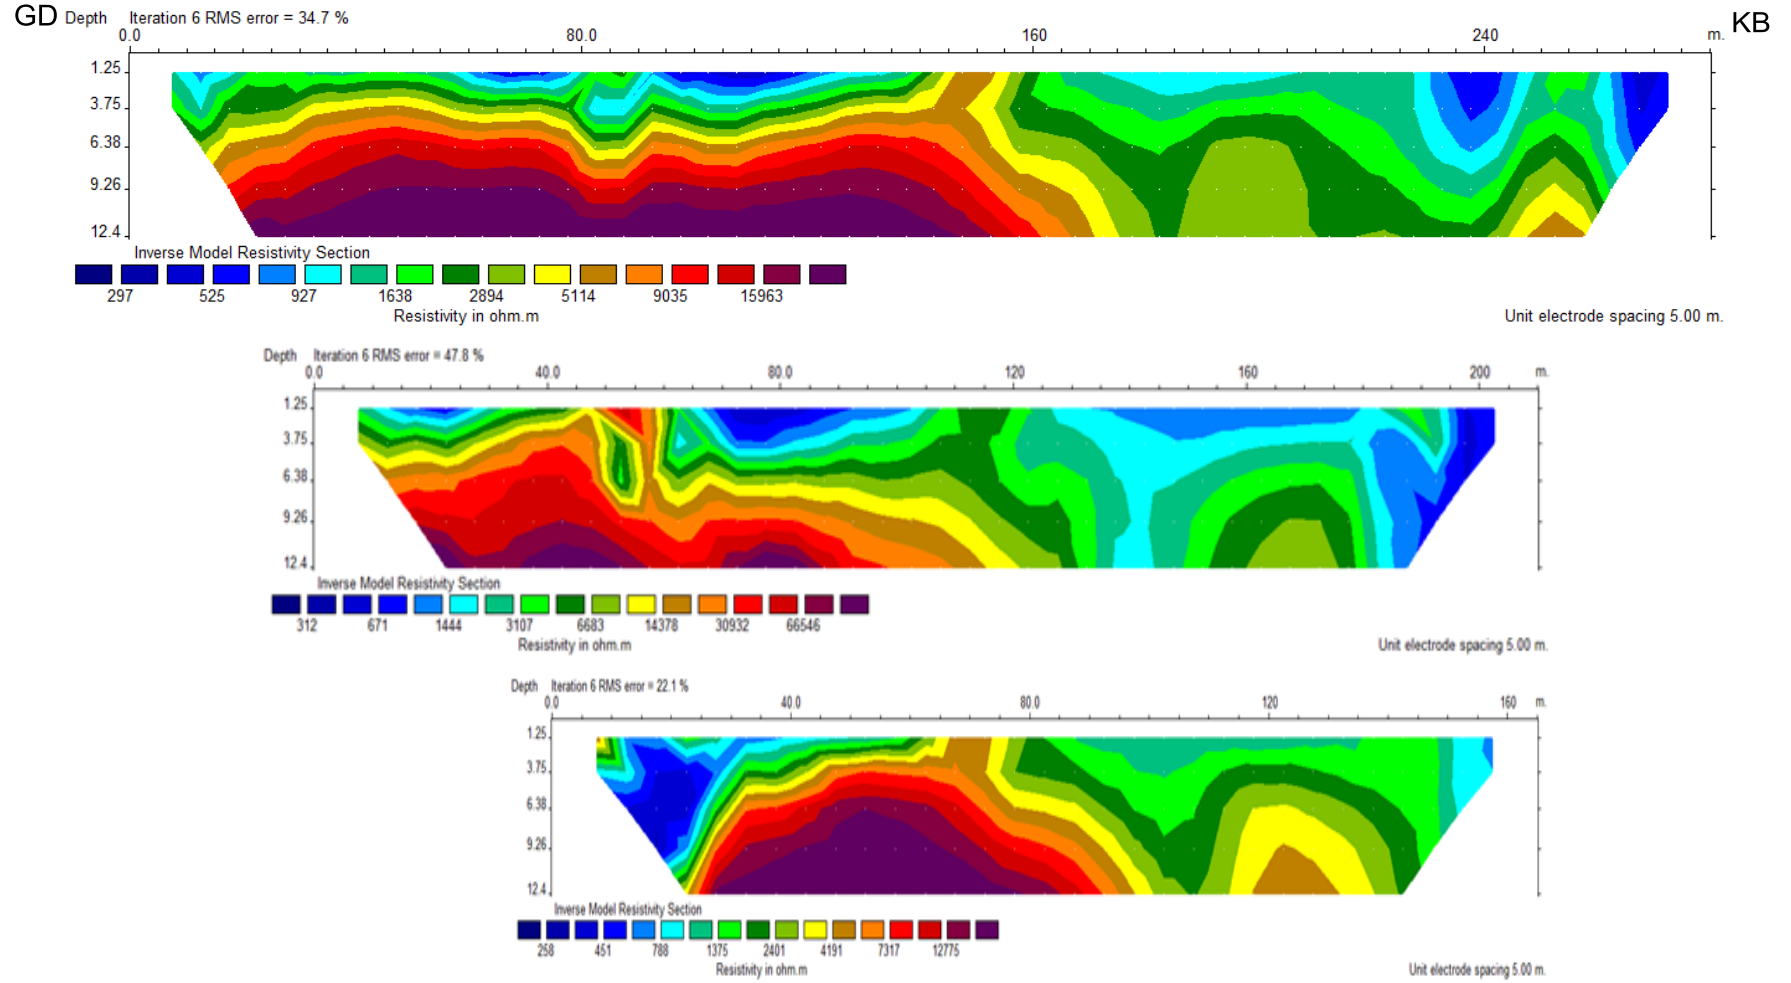 GD Depth Iteration 6 RMS error = 34.7 % KB
0.0 80.0 160 240 m.
1.25
3.75
6.38
9.26
12.4
Inverse Model Resistivity Section
297 525 927 1638 2894 5114 9035 15963
Resistivity in ohm.m Unit electrode spacing 5.00 m.
Depth Iteration 6 RMS error = 47.8 %
0.0 40.0 80.0 120 160 200 m.
1.25
3.75
6.38
9.26
12.4
Inverse Model Resistivity Section
312 671 1444 3107 6683 14378 30932 66546
Resistivity in ohm.m Unit electrode spacing 5.00 m.
Depth Iteration 6 RMS error = 22.1 %
0.0 40.0 80.0 120 160 m.
1.25
3.75
6.38
9.26
12.4
Inverse Model Resistivity Section
258 451 788 1375 2401 4191 7317 12775
Resistivity in ohm.m Unit electrode spacing 5.00 m.